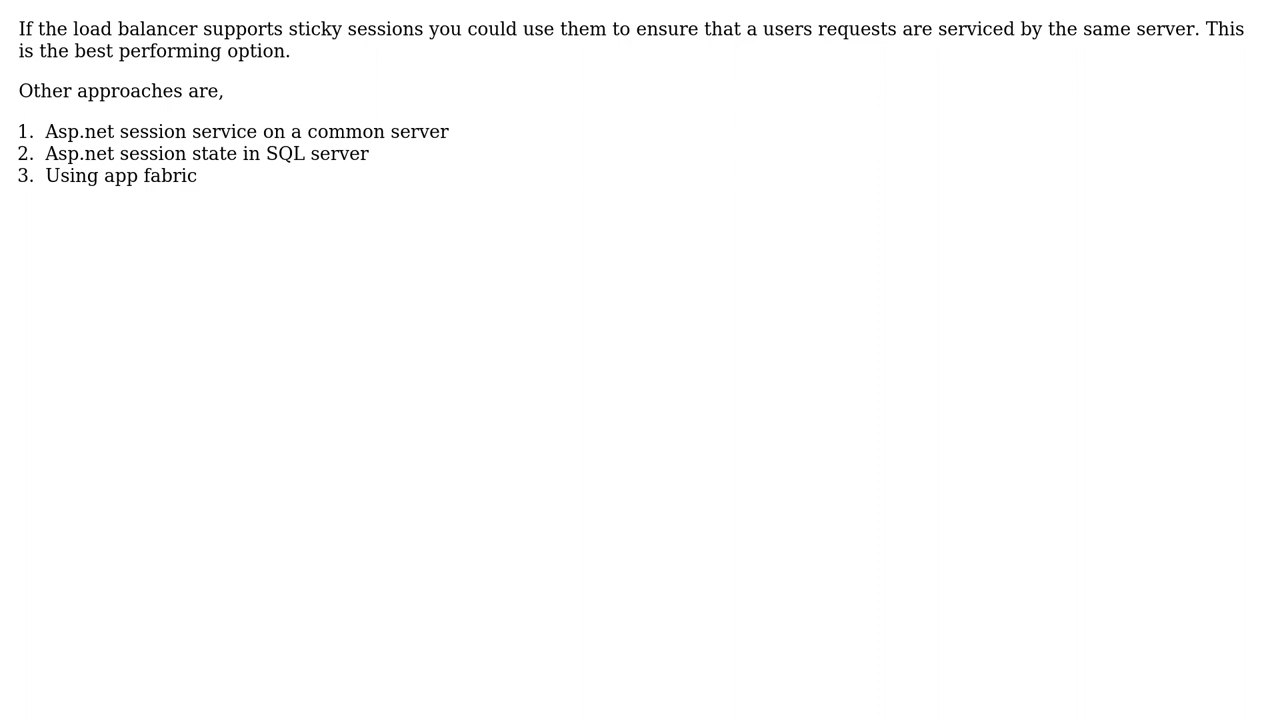 If the load balancer supports sticky sessions you could use them to ensure that a users requests are serviced by the same server. This
is the best performing option.
Other approaches are,
1. Asp.net session service on a common server
2. Asp.net session state in SQL server
3. Using app fabric